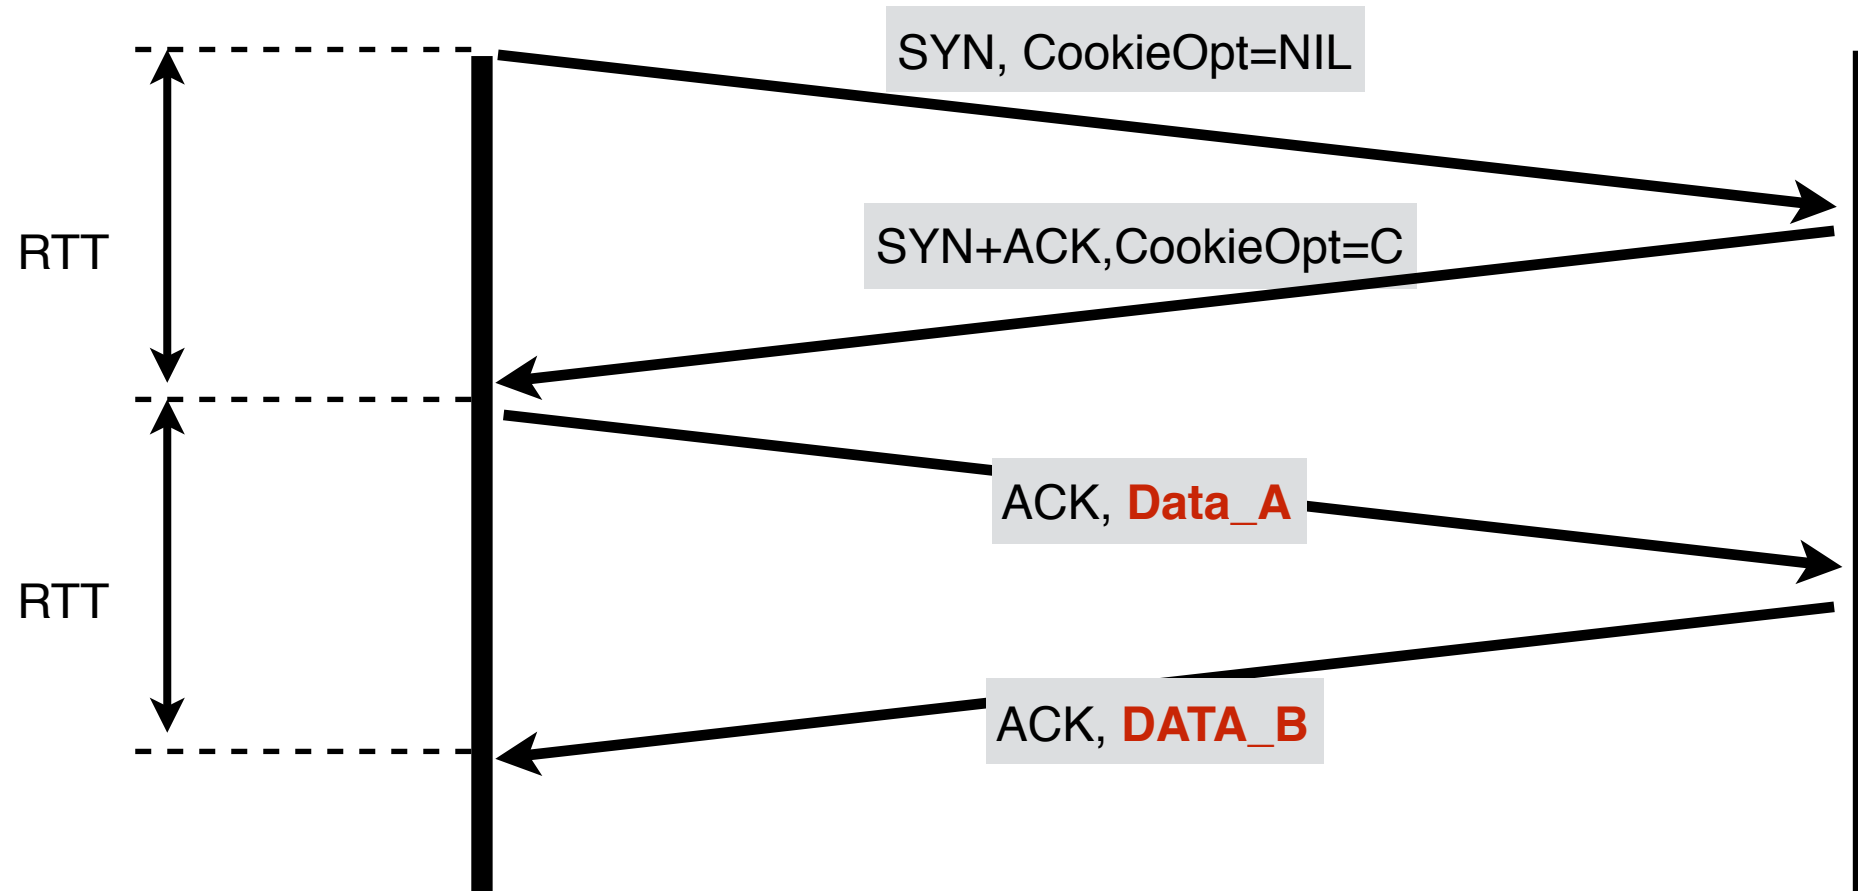 SYN, CookieOpt=NIL
SYN+ACK,CookieOpt=C
RTT
ACK, Data_A
RTT
ACK, DATA_B